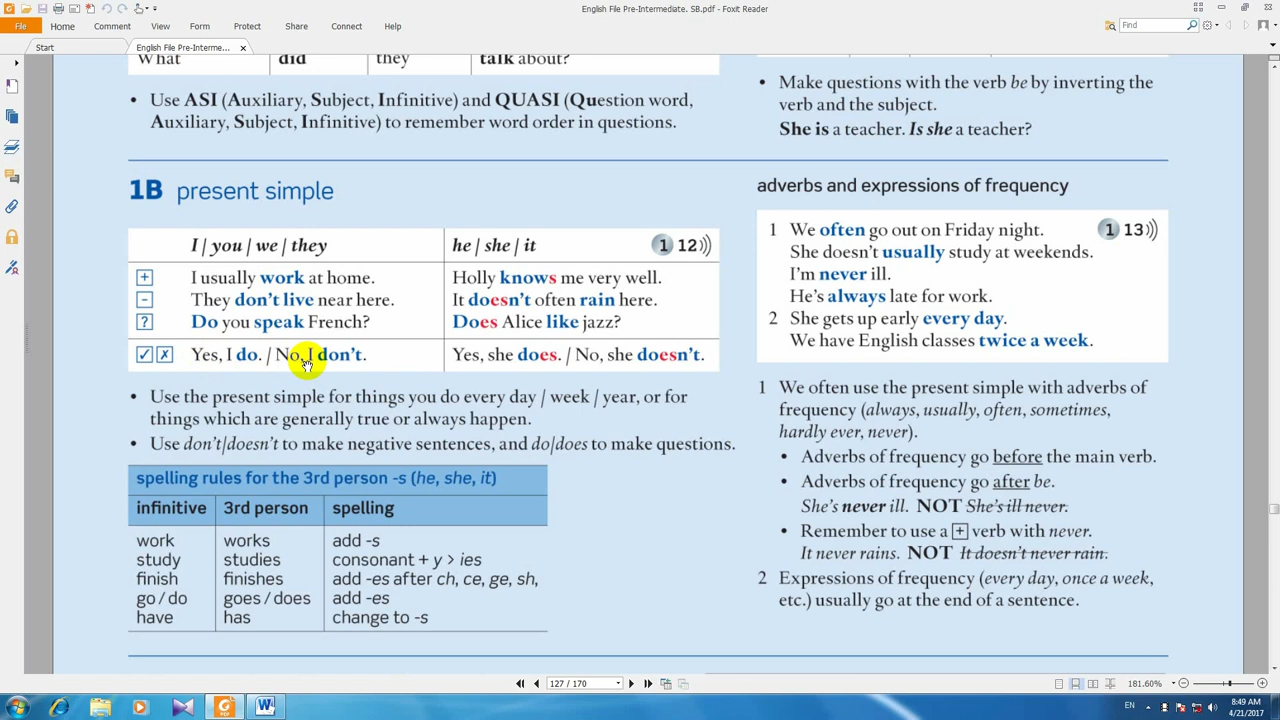 English File Pre-Intermediate. SB.pdf - Foxit Reader
File Home Comment View Form Protect Share Connect Help
Find
Start English File Pre-Interme...
What did they talk about?
• Use ASI (Auxiliary, Subject, Infinitive) and QUASI (Question word,
Auxiliary, Subject, Infinitive) to remember word order in questions.
1B present simple
I | you | we | they he | she | it 1 12
+ I usually work at home. Holly knows me very well.
- They don't live near here. It doesn't often rain here.
? Do you speak French? Does Alice like jazz?
✓ ✗ Yes, I do. / No, I don't. Yes, she does. / No, she doesn't.
• Use the present simple for things you do every day | week | year, or for
things which are generally true or always happen.
• Use don't|doesn't to make negative sentences, and do|does to make questions.
spelling rules for the 3rd person -s (he, she, it)
infinitive 3rd person spelling
work works add -s
study studies consonant + y > ies
finish finishes add -es after ch, ce, ge, sh,
go / do goes / does add -es
have has change to -s
• Make questions with the verb be by inverting the
verb and the subject.
She is a teacher. Is she a teacher?
adverbs and expressions of frequency
1 We often go out on Friday night. 1 13
She doesn't usually study at weekends.
I'm never ill.
He's always late for work.
2 She gets up early every day.
We have English classes twice a week.
1 We often use the present simple with adverbs of
frequency (always, usually, often, sometimes,
hardly ever, never).
• Adverbs of frequency go before the main verb.
• Adverbs of frequency go after be.
She's never ill. NOT She's ill never.
• Remember to use a + verb with never.
It never rains. NOT It doesn't never rain.
2 Expressions of frequency (every day, once a week,
etc.) usually go at the end of a sentence.
127 / 170 181.60%
EN 8:49 AM
4/21/2017